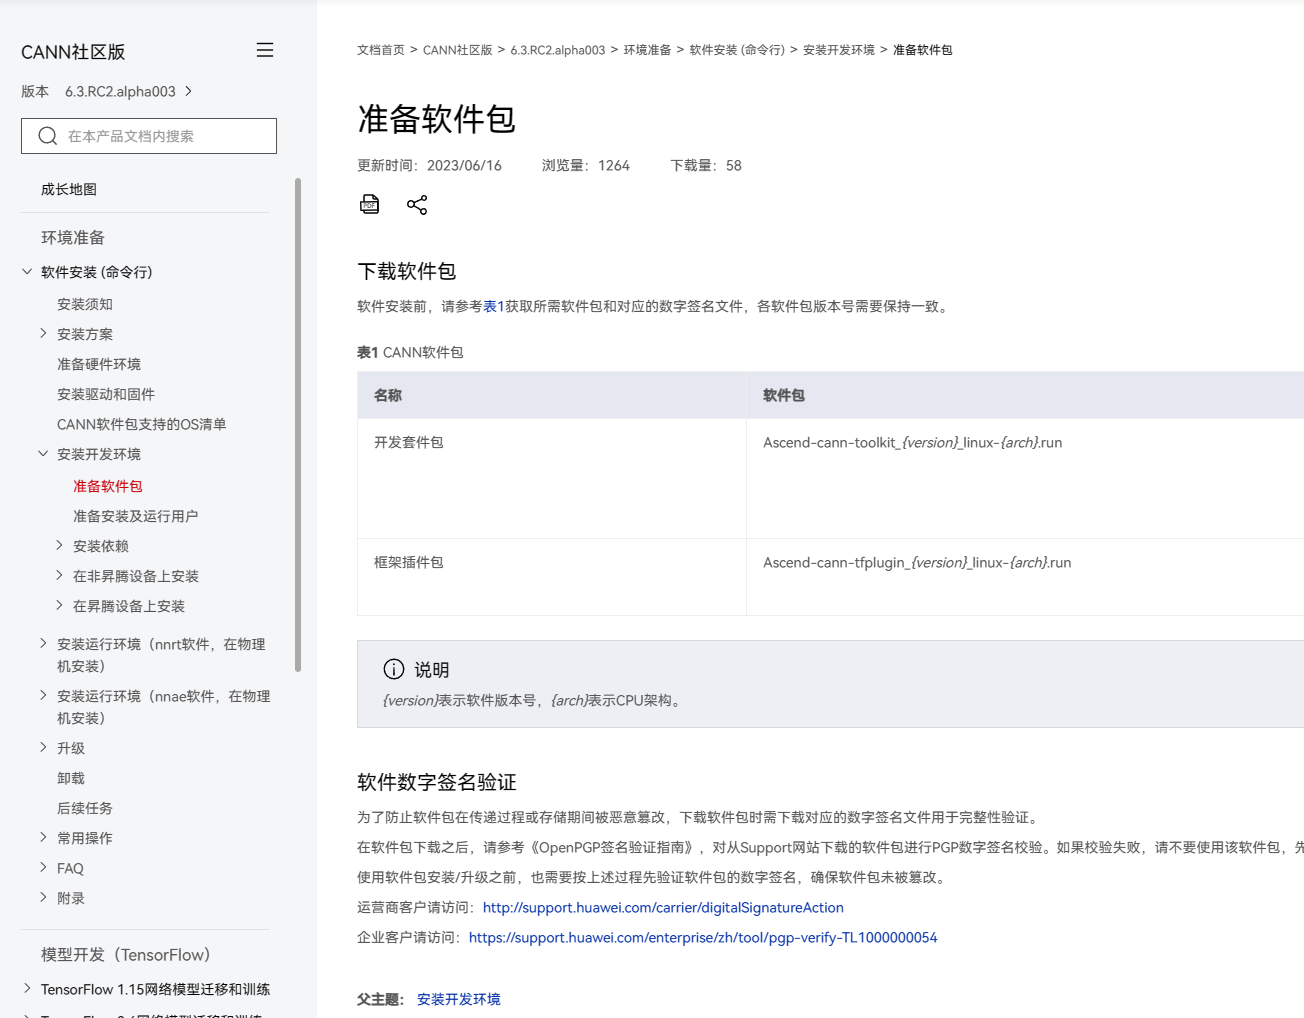 CANN社区版
版本 6.3.RC2.alpha003
在本产品文档内搜索
成长地图
环境准备
软件安装 (命令行)
安装须知
安装方案
准备硬件环境
安装驱动和固件
CANN软件包支持的OS清单
安装开发环境
准备软件包
准备安装及运行用户
安装依赖
在非昇腾设备上安装
在昇腾设备上安装
安装运行环境（nnrt软件，在物理
机安装）
安装运行环境（nnae软件，在物理
机安装）
升级
卸载
后续任务
常用操作
FAQ
附录
模型开发（TensorFlow）
TensorFlow 1.15网络模型迁移和训练
文档首页 > CANN社区版 > 6.3.RC2.alpha003 > 环境准备 > 软件安装 (命令行) > 安装开发环境 > 准备软件包
准备软件包
更新时间：2023/06/16 浏览量：1264 下载量：58
PDF
下载软件包
软件安装前，请参考表1获取所需软件包和对应的数字签名文件，各软件包版本号需要保持一致。
表1 CANN软件包
名称 软件包
开发套件包 Ascend-cann-toolkit_{version}_linux-{arch}.run
框架插件包 Ascend-cann-tfplugin_{version}_linux-{arch}.run
说明
{version}表示软件版本号，{arch}表示CPU架构。
软件数字签名验证
为了防止软件包在传递过程或存储期间被恶意篡改，下载软件包时需下载对应的数字签名文件用于完整性验证。
在软件包下载之后，请参考《OpenPGP签名验证指南》，对从Support网站下载的软件包进行PGP数字签名校验。如果校验失败，请不要使用该软件包，先
使用软件包安装/升级之前，也需要按上述过程先验证软件包的数字签名，确保软件包未被篡改。
运营商客户请访问：http://support.huawei.com/carrier/digitalSignatureAction
企业客户请访问：https://support.huawei.com/enterprise/zh/tool/pgp-verify-TL1000000054
父主题： 安装开发环境